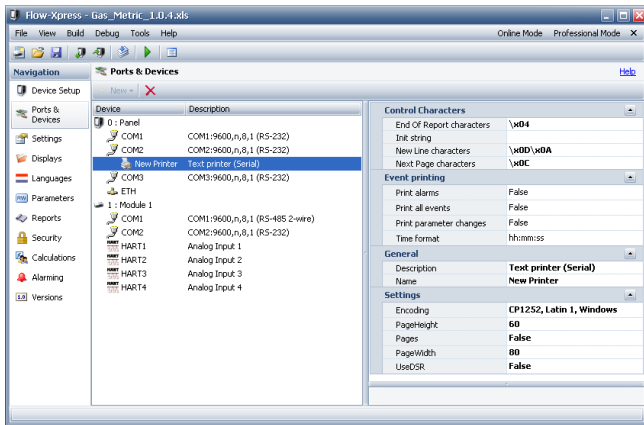 Flow-Xpress - Gas_Metric_1.0.4.xls
File View Build Debug Tools Help Online Mode Professional Mode
Navigation
Ports & Devices
Help
Device Setup
Ports & Devices
Settings
Displays
Languages
Parameters
Reports
Security
Calculations
Alarming
Versions
New
Device Description
0 : Panel
COM1 COM1:9600,n,8,1 (RS-232)
COM2 COM2:9600,n,8,1 (RS-232)
New Printer Text printer (Serial)
COM3 COM3:9600,n,8,1 (RS-232)
ETH
1 : Module 1
COM1 COM1:9600,n,8,1 (RS-485 2-wire)
COM2 COM2:9600,n,8,1 (RS-232)
HART HART1 Analog Input 1
HART HART2 Analog Input 2
HART HART3 Analog Input 3
HART HART4 Analog Input 4
Control Characters
End Of Report characters \x04
Init string
New Line characters \x0D\x0A
Next Page characters \x0C
Event printing
Print alarms False
Print all events False
Print parameter changes False
Time format hh:mm:ss
General
Description Text printer (Serial)
Name New Printer
Settings
Encoding CP1252, Latin 1, Windows
PageHeight 60
Pages False
PageWidth 80
UseDSR False